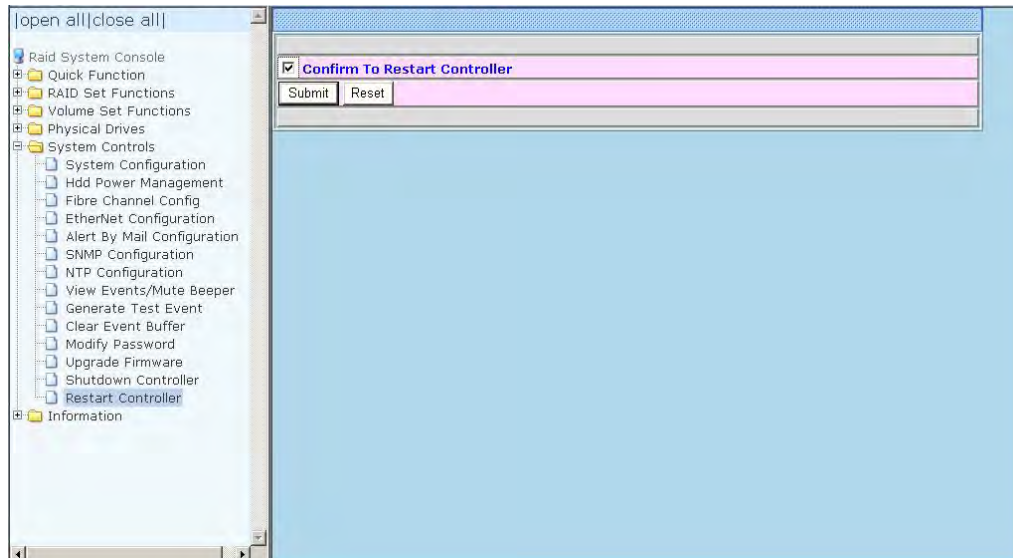 |open all|close all|
Raid System Console
Quick Function
RAID Set Functions
Volume Set Functions
Physical Drives
System Controls
System Configuration
Hdd Power Management
Fibre Channel Config
EtherNet Configuration
Alert By Mail Configuration
SNMP Configuration
NTP Configuration
View Events/Mute Beeper
Generate Test Event
Clear Event Buffer
Modify Password
Upgrade Firmware
Shutdown Controller
Restart Controller
Information
Confirm To Restart Controller
Submit Reset